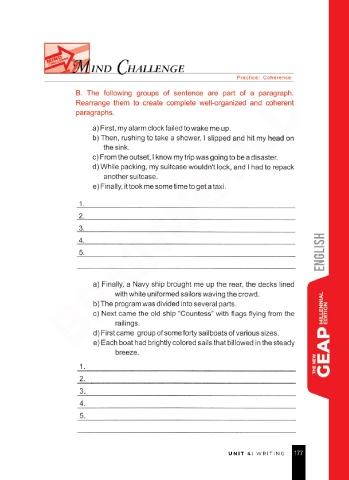 MIND
MIND CHALLENGE
Practice: Coherence
B. The following groups of sentence are part of a paragraph.
Rearrange them to create complete well-organized and coherent
paragraphs.
a) First, my alarm clock failed to wake me up.
b) Then, rushing to take a shower, I slipped and hit my head on
the sink.
c) From the outset, I know my trip was going to be a disaster.
d) While packing, my suitcase wouldn't lock, and I had to repack
another suitcase.
e) Finally, it took me some time to get a taxi.
1.
2.
3.
4.
5.
a) Finally, a Navy ship brought me up the rear, the decks lined
with white uniformed sailors waving the crowd.
b) The program was divided into several parts.
c) Next came the old ship "Countess" with flags flying from the
railings.
d) First came group of some forty sailboats of various sizes.
e) Each boat had brightly colored sails that billowed in the steady
breeze.
1.
2.
3.
4.
5.
ENGLISH
THE NEW
GEAP MILLENNIAL
EDITION
UNIT 4: WRITING 177